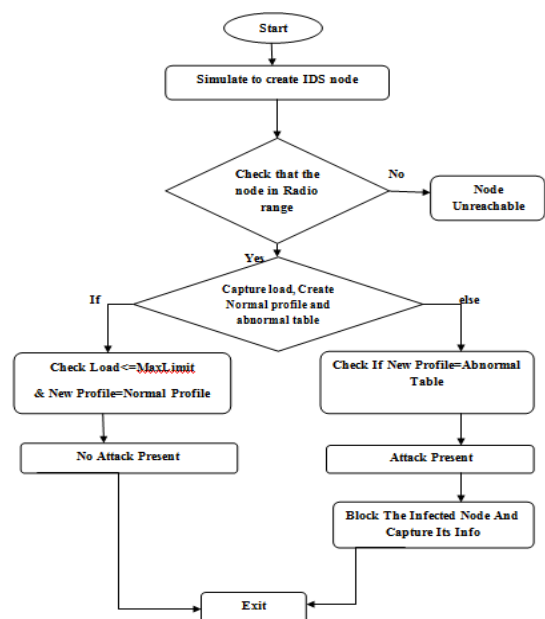 Start
Simulate to create IDS node
Check that the
node in Radio
range
No
Node
Unreachable
Yes
Capture load, Create
Normal profile and
abnormal table
If
else
Check Load<=MaxLimit
& New Profile=Normal Profile
Check If New Profile=Abnormal
Table
No Attack Present
Attack Present
Block The Infected Node And
Capture Its Info
Exit